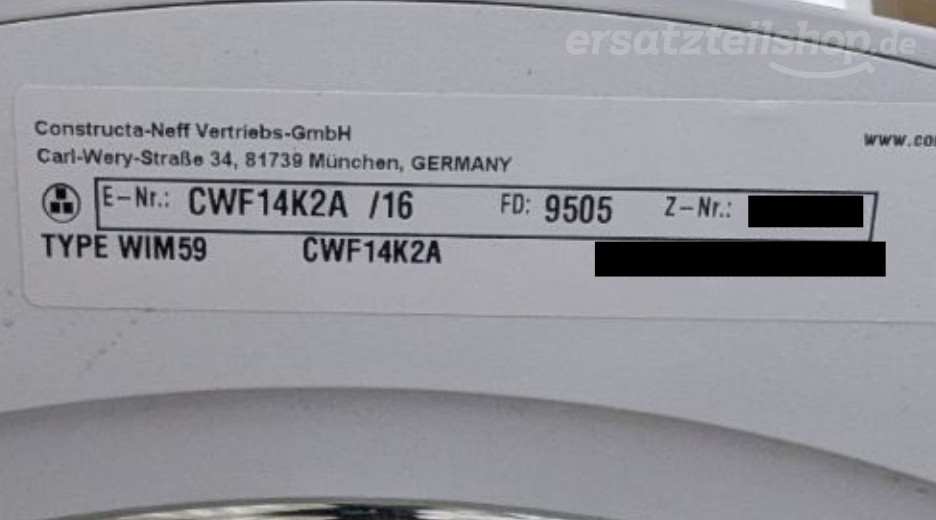 ersatzteilshop.de
Constructa-Neff Vertriebs-GmbH
www.co
Carl-Wery-Straße 34, 81739 München, GERMANY
E-Nr.: CWF14K2A /16 FD: 9505 Z-Nr.:
TYPE WIM59 CWF14K2A